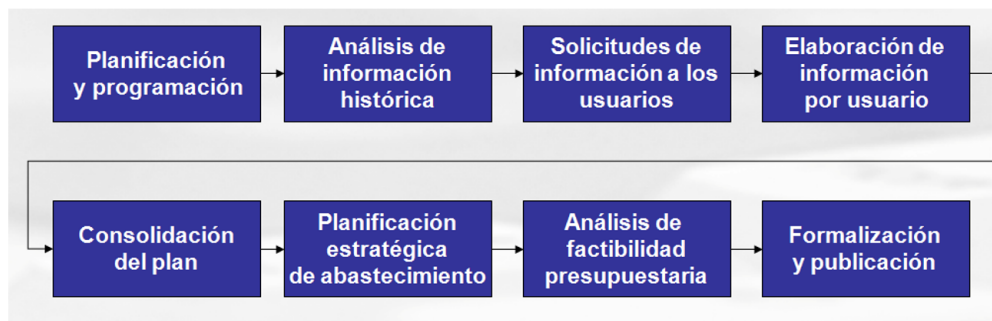 Planificación
y programación
Análisis de
información
histórica
Solicitudes de
información a los
usuarios
Elaboración de
información
por usuario
Consolidación
del plan
Planificación
estratégica
de abastecimiento
Análisis de
factibilidad
presupuestaria
Formalización
y publicación